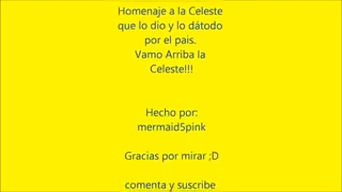 Homenaje a la Celeste
que lo dio y lo dátodo
por el pais.
Vamo Arriba la
Celeste!!!
Hecho por:
mermaid5pink
Gracias por mirar ;D
comenta y suscribe